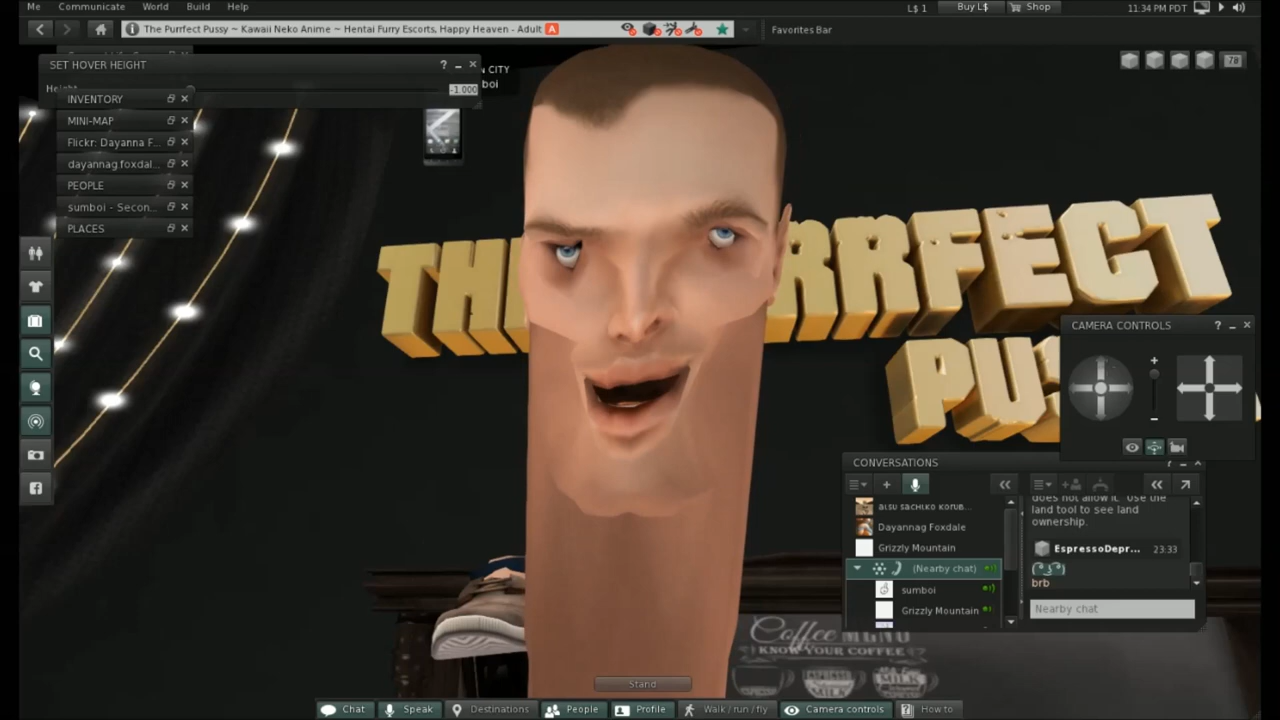 Me Communicate World Build Help
L$ 1 Buy L$ Shop 11:34 PM PDT
The Purrfect Pussy ~ Kawaii Neko Anime ~ Hentai Furry Escorts, Happy Heaven - Adult A
Favorites Bar
SET HOVER HEIGHT ? CITY
Height -1.000 boi
78
INVENTORY
MINI-MAP
Flickr: Dayanna F...
dayannag.foxdal...
PEOPLE
sumboi - Secon...
PLACES
PUS
CAMERA CONTROLS ?
CONVERSATIONS ?
does not allow it. Use the
land tool to see land
ownership.
Dayannag Foxdale
Grizzly Mountain
EspressoDepr... 23:33
(Nearby chat)
( ͡° ͜ʖ ͡°)
brb
sumboi
Grizzly Mountain
Nearby chat
Coffee MENU
KNOW YOUR COFFEE
Stand
Chat Speak Destinations People Profile Walk / run / fly Camera controls How to